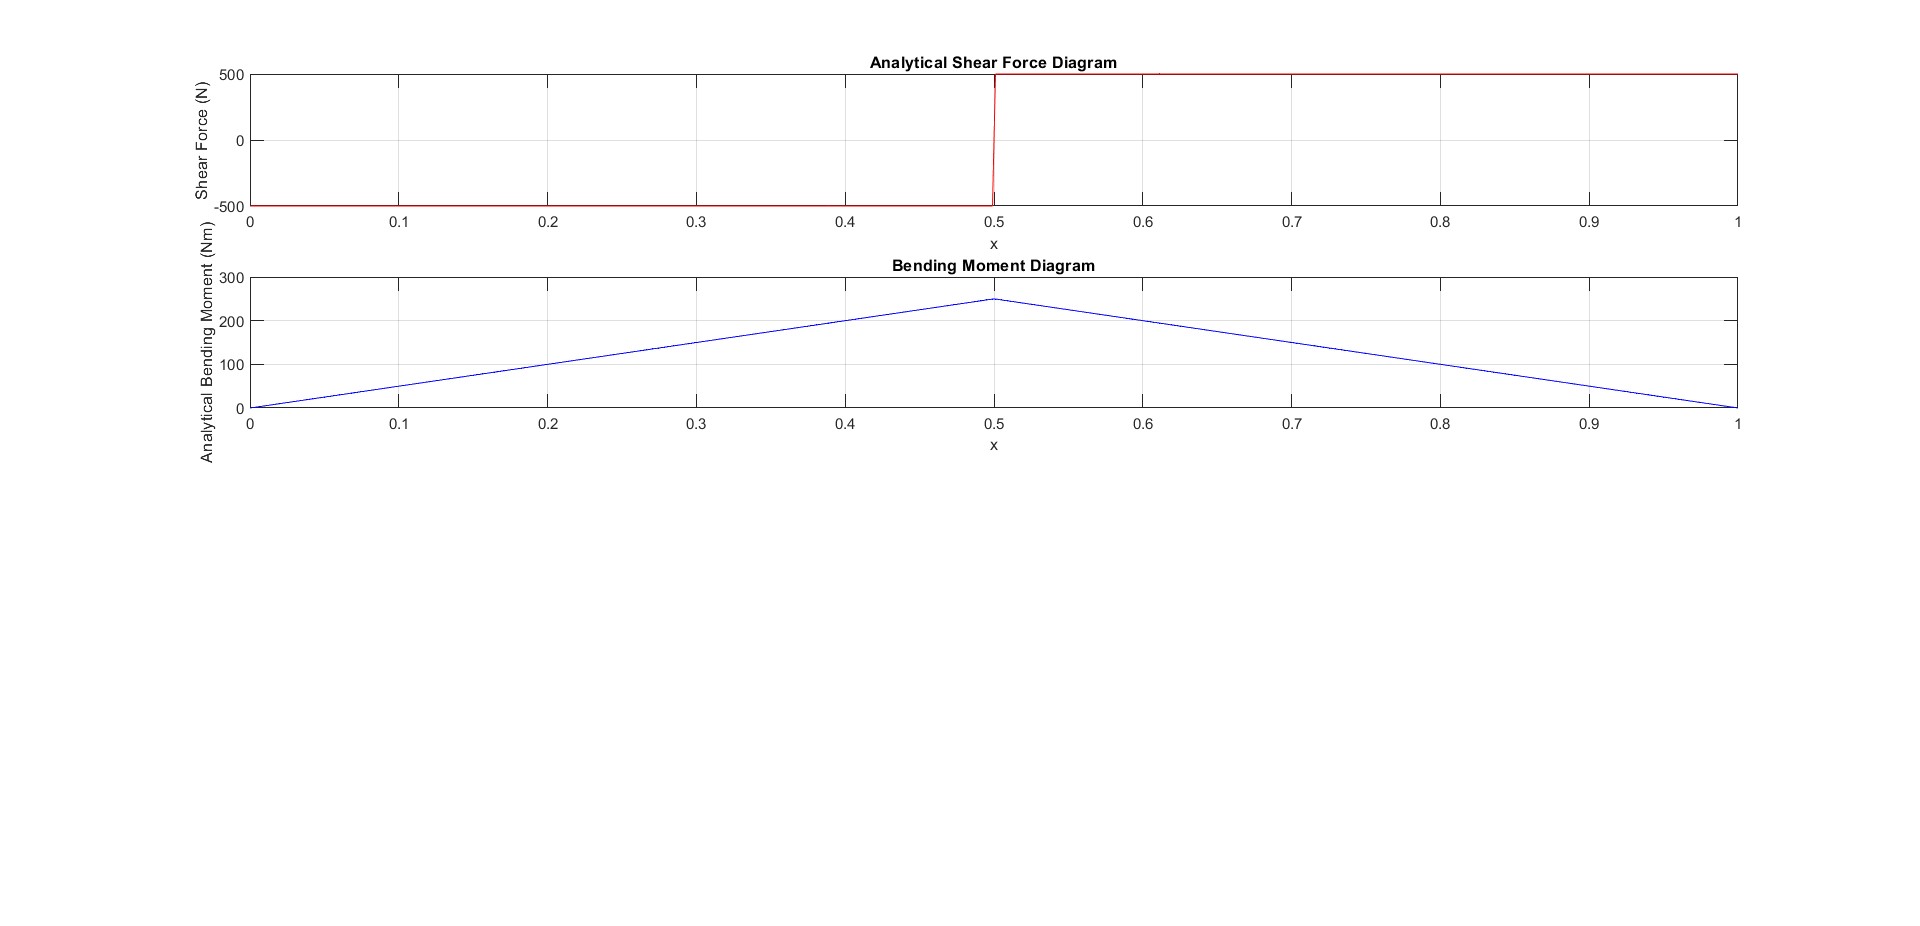 Analytical Shear Force Diagram
Shear Force (N)
500
0
-500
0 0.1 0.2 0.3 0.4 0.5 0.6 0.7 0.8 0.9 1
x
Bending Moment Diagram
Analytical Bending Moment (Nm)
300
200
100
0
0 0.1 0.2 0.3 0.4 0.5 0.6 0.7 0.8 0.9 1
x